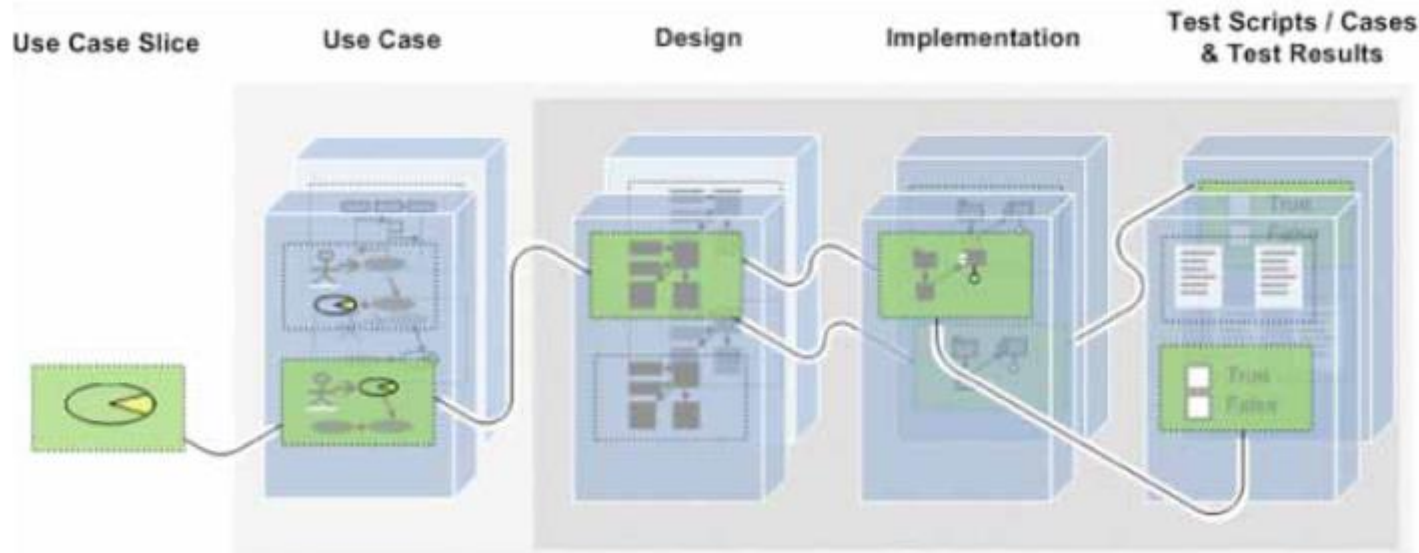 Use Case Slice
Use Case
Design
Implementation
Test Scripts / Cases
& Test Results
True
False
True
False